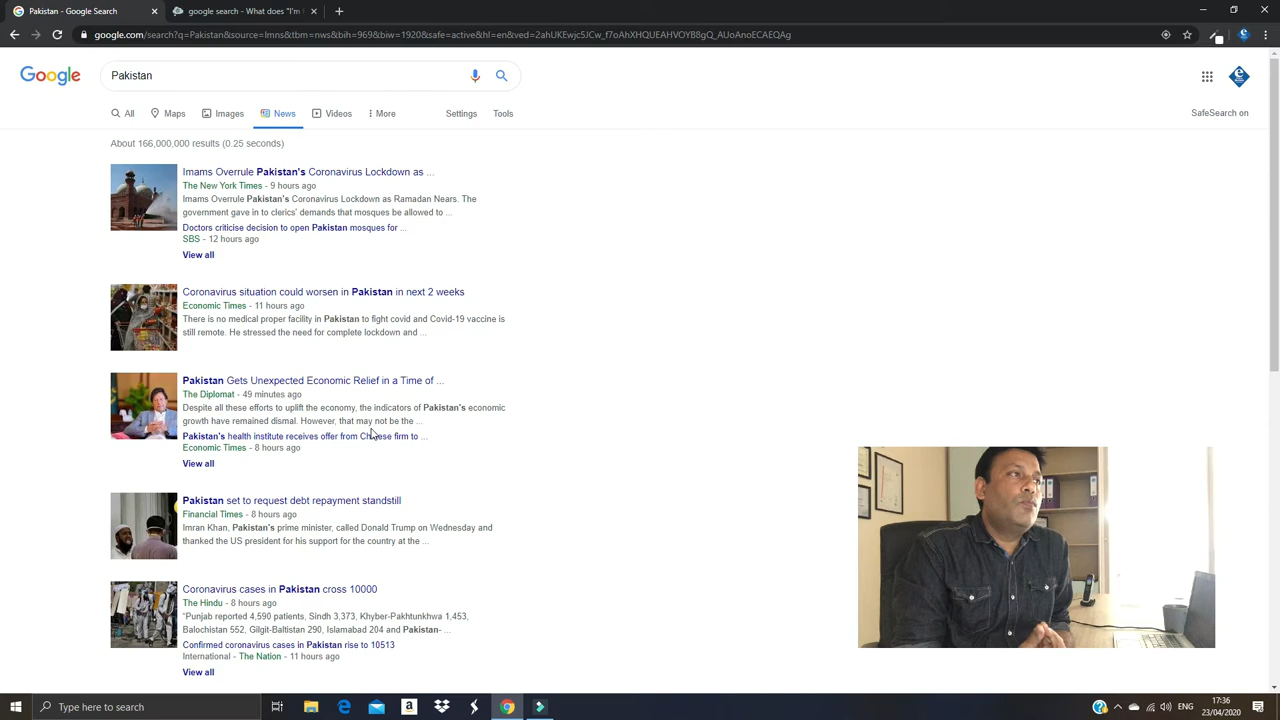 Pakistan - Google Search
google search - What does "I'm f
google.com/search?q=Pakistan&source=lnms&tbm=nws&bih=969&biw=1920&safe=active&hl=en&ved=2ahUKEwjc5JCw_f7oAhXHQUEAHVOYB8gQ_AUoAnoECAEQAg
Google
Pakistan
All Maps Images News Videos More Settings Tools SafeSearch on
About 166,000,000 results (0.25 seconds)
Imams Overrule Pakistan's Coronavirus Lockdown as ...
The New York Times - 9 hours ago
Imams Overrule Pakistan's Coronavirus Lockdown as Ramadan Nears. The
government gave in to clerics' demands that mosques be allowed to ...
Doctors criticise decision to open Pakistan mosques for ...
SBS - 12 hours ago
View all
Coronavirus situation could worsen in Pakistan in next 2 weeks
Economic Times - 11 hours ago
There is no medical proper facility in Pakistan to fight covid and Covid-19 vaccine is
still remote. He stressed the need for complete lockdown and ...
Pakistan Gets Unexpected Economic Relief in a Time of ...
The Diplomat - 49 minutes ago
Despite all these efforts to uplift the economy, the indicators of Pakistan's economic
growth have remained dismal. However, that may not be the ...
Pakistan's health institute receives offer from Chinese firm to ...
Economic Times - 8 hours ago
View all
Pakistan set to request debt repayment standstill
Financial Times - 8 hours ago
Imran Khan, Pakistan's prime minister, called Donald Trump on Wednesday and
thanked the US president for his support for the country at the ...
Coronavirus cases in Pakistan cross 10000
The Hindu - 8 hours ago
"Punjab reported 4,590 patients, Sindh 3,373, Khyber-Pakhtunkhwa 1,453,
Balochistan 552, Gilgit-Baltistan 290, Islamabad 204 and Pakistan- ...
Confirmed coronavirus cases in Pakistan rise to 10513
International - The Nation - 11 hours ago
View all
Type here to search
ENG
17:36
23/04/2020